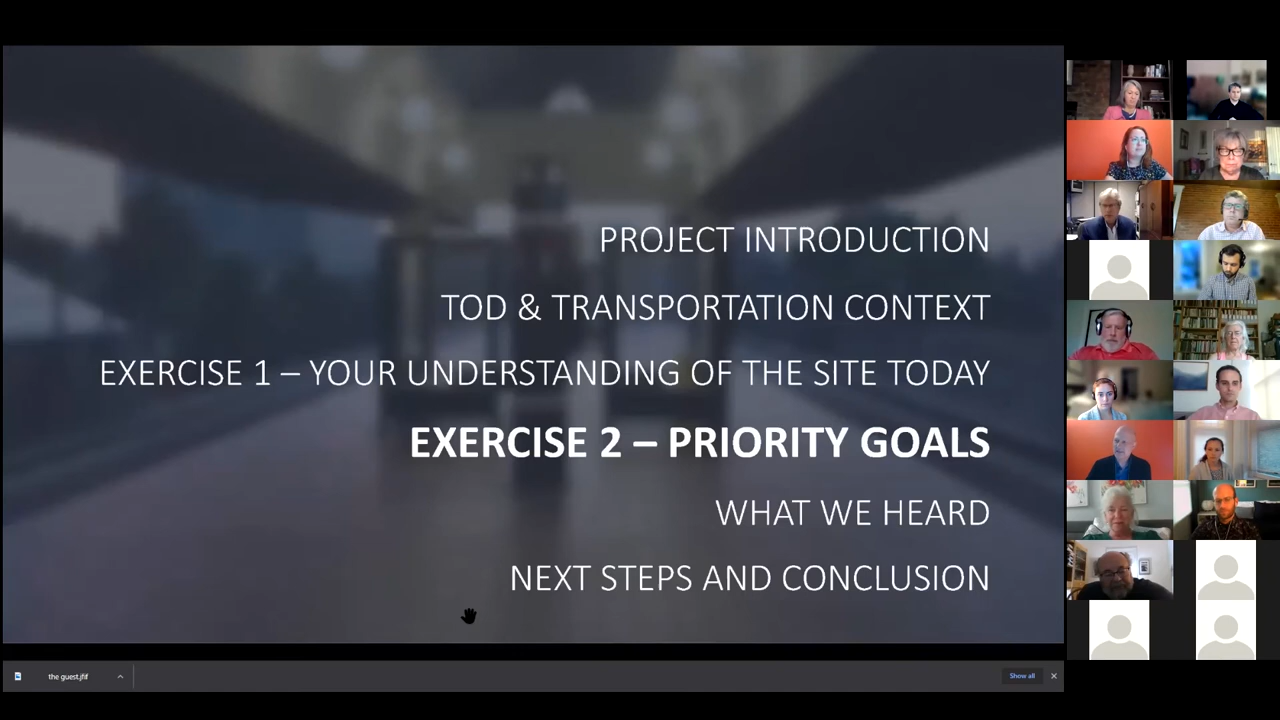 PROJECT INTRODUCTION
TOD & TRANSPORTATION CONTEXT
EXERCISE 1 – YOUR UNDERSTANDING OF THE SITE TODAY
EXERCISE 2 – PRIORITY GOALS
WHAT WE HEARD
NEXT STEPS AND CONCLUSION
the guest.jfif
Show all